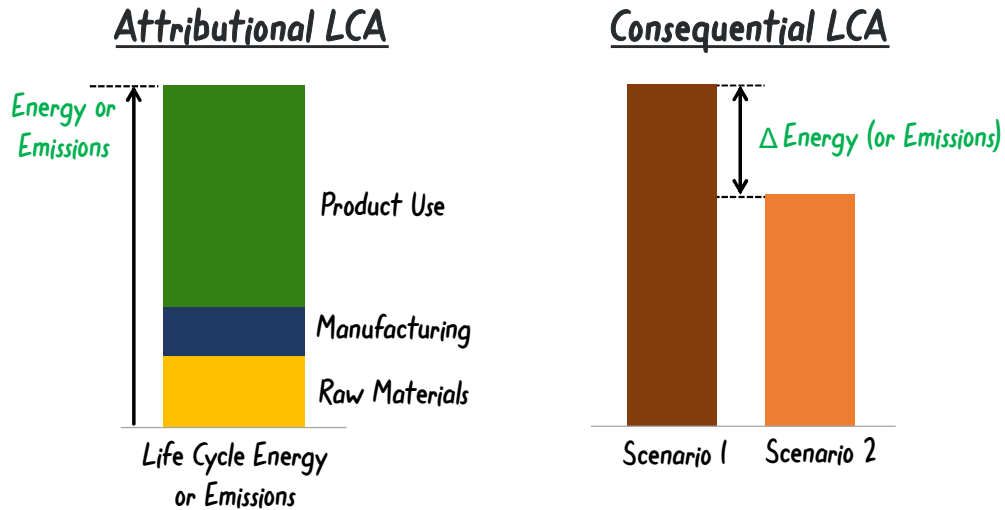 Attributional LCA
Energy or
Emissions
Product Use
Manufacturing
Raw Materials
Life Cycle Energy
or Emissions
Consequential LCA
Δ Energy (or Emissions)
Scenario 1
Scenario 2